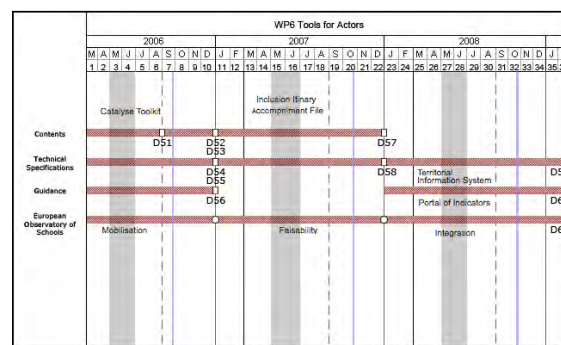 WP6 Tools for Actors
2006 2007 2008
M A M J J A S O N D J F M A M J J A S O N D J F M A M J J A S O N D J
1 2 3 4 5 6 7 8 9 10 11 12 13 14 15 16 17 18 19 20 21 22 23 24 25 26 27 28 29 30 31 32 33 34 35
Catalyse Toolkit
Inclusion Itinary
Accompriment File
Contents
D51 D52 D57
D53
Technical
Specifications
D54 D58
D55
Territorial
Information System
Guidance
D56
Portal of Indicators
European
Observatory of
Schools
Mobilisation Faisability Integration